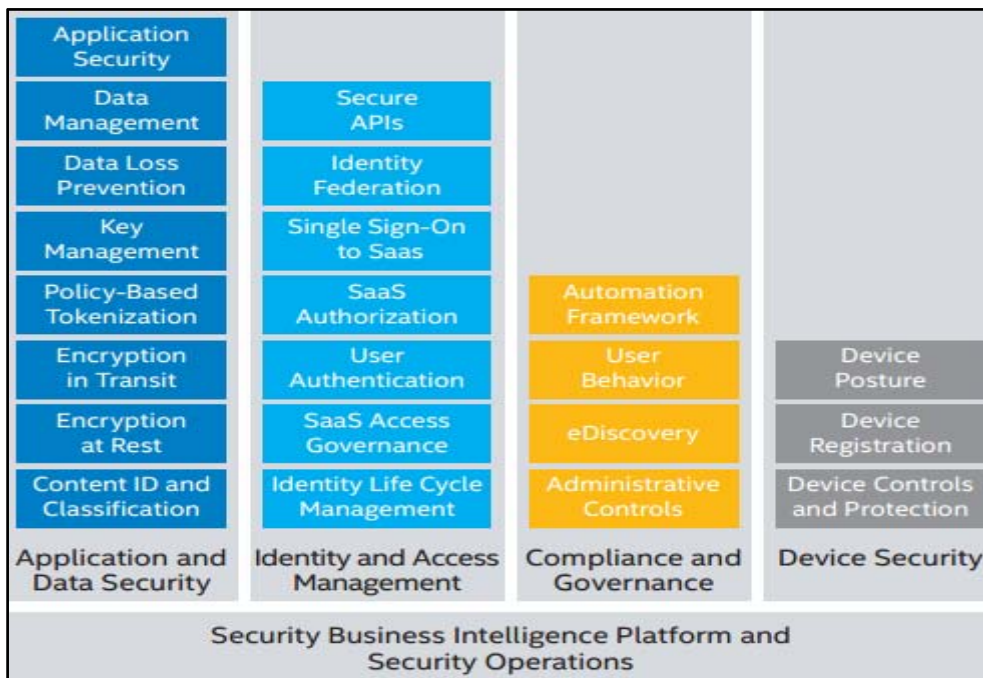 Application
Security
Data
Management
Data Loss
Prevention
Key
Management
Policy-Based
Tokenization
Encryption
in Transit
Encryption
at Rest
Content ID and
Classification
Application and
Data Security
Secure
APIs
Identity
Federation
Single Sign-On
to Saas
SaaS
Authorization
User
Authentication
SaaS Access
Governance
Identity Life Cycle
Management
Identity and Access
Management
Automation
Framework
User
Behavior
eDiscovery
Administrative
Controls
Compliance and
Governance
Device
Posture
Device
Registration
Device Controls
and Protection
Device Security
Security Business Intelligence Platform and
Security Operations